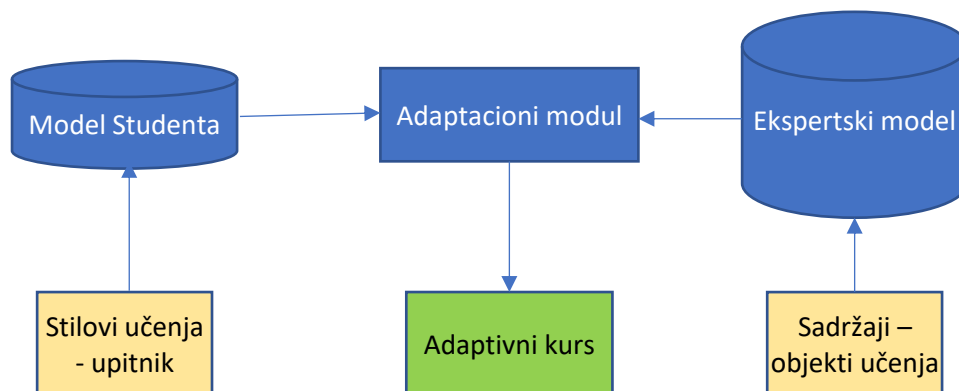 Model Studenta
Adaptacioni modul
Ekspertski model
Stilovi učenja
- upitnik
Adaptivni kurs
Sadržaji –
objekti učenja